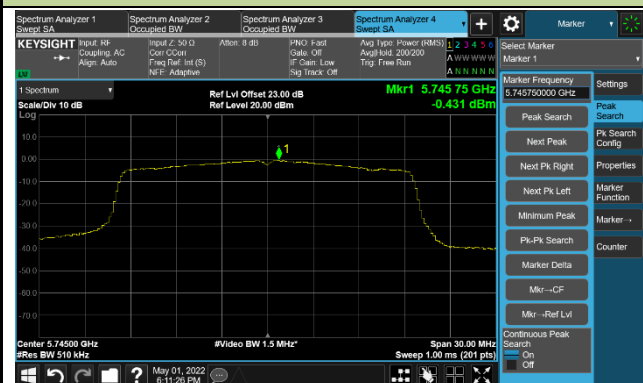 Spectrum Analyzer 1
Swept SA
Spectrum Analyzer 2
Occupied BW
Spectrum Analyzer 3
Occupied BW
Spectrum Analyzer 4
Swept SA
Marker
KEYSIGHT
Input: RF
Coupling: AC
Align: Auto
Input Z: 50 Ω
Corr CCorr
Freq Ref: Int (S)
NFE: Adaptive
Atten: 8 dB
PNO: Fast
Gate: Off
IF Gain: Low
Sig Track: Off
Avg Type: Power (RMS)
Avg|Hold: 200/200
Trig: Free Run
1 2 3 4 5 6
A W W W W W
A N N N N N
Select Marker
Marker 1
1 Spectrum
Scale/Div 10 dB
Log
Ref Lvl Offset 23.00 dB
Ref Level 20.00 dBm
Mkr1 5.745 75 GHz
-0.431 dBm
1
10.0
0.00
-10.0
-20.0
-30.0
-40.0
-50.0
-60.0
-70.0
Center 5.74500 GHz
#Res BW 510 kHz
#Video BW 1.5 MHz*
Span 30.00 MHz
Sweep 1.00 ms (201 pts)
Marker Frequency
5.745750000 GHz
Peak Search
Next Peak
Next Pk Right
Next Pk Left
Minimum Peak
Pk-Pk Search
Marker Delta
Mkr→CF
Mkr→Ref Lvl
Continuous Peak
Search
On
Off
Settings
Peak
Search
Pk Search
Config
Properties
Marker
Function
Marker→
Counter
?
May 01, 2022
6:11:26 PM